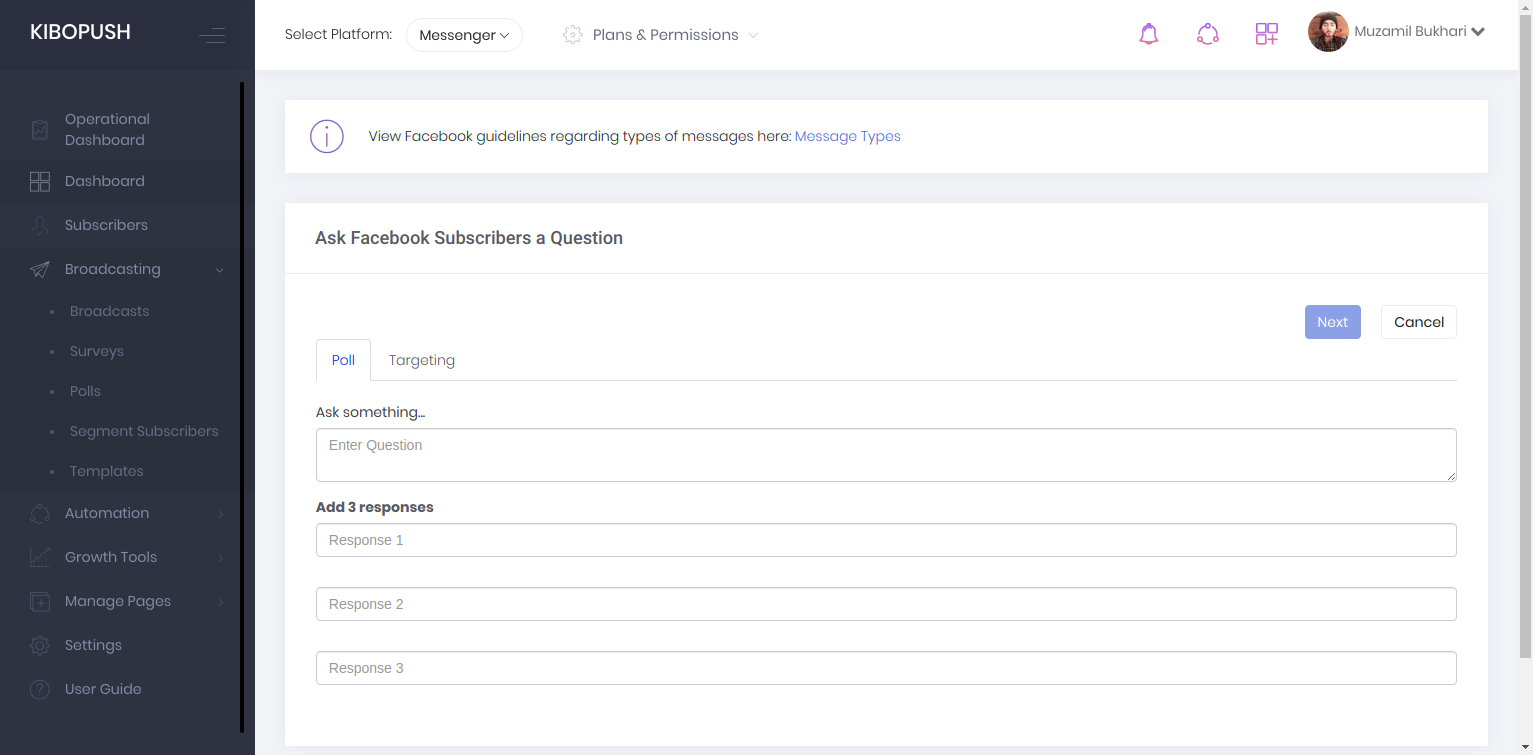 KIBOPUSH
Select Platform: Messenger
Plans & Permissions
Muzamil Bukhari
Operational
Dashboard
Dashboard
Subscribers
Broadcasting
Broadcasts
Surveys
Polls
Segment Subscribers
Templates
Automation
Growth Tools
Manage Pages
Settings
User Guide
View Facebook guidelines regarding types of messages here: Message Types
Ask Facebook Subscribers a Question
Next
Cancel
Poll
Targeting
Ask something...
Enter Question
Add 3 responses
Response 1
Response 2
Response 3